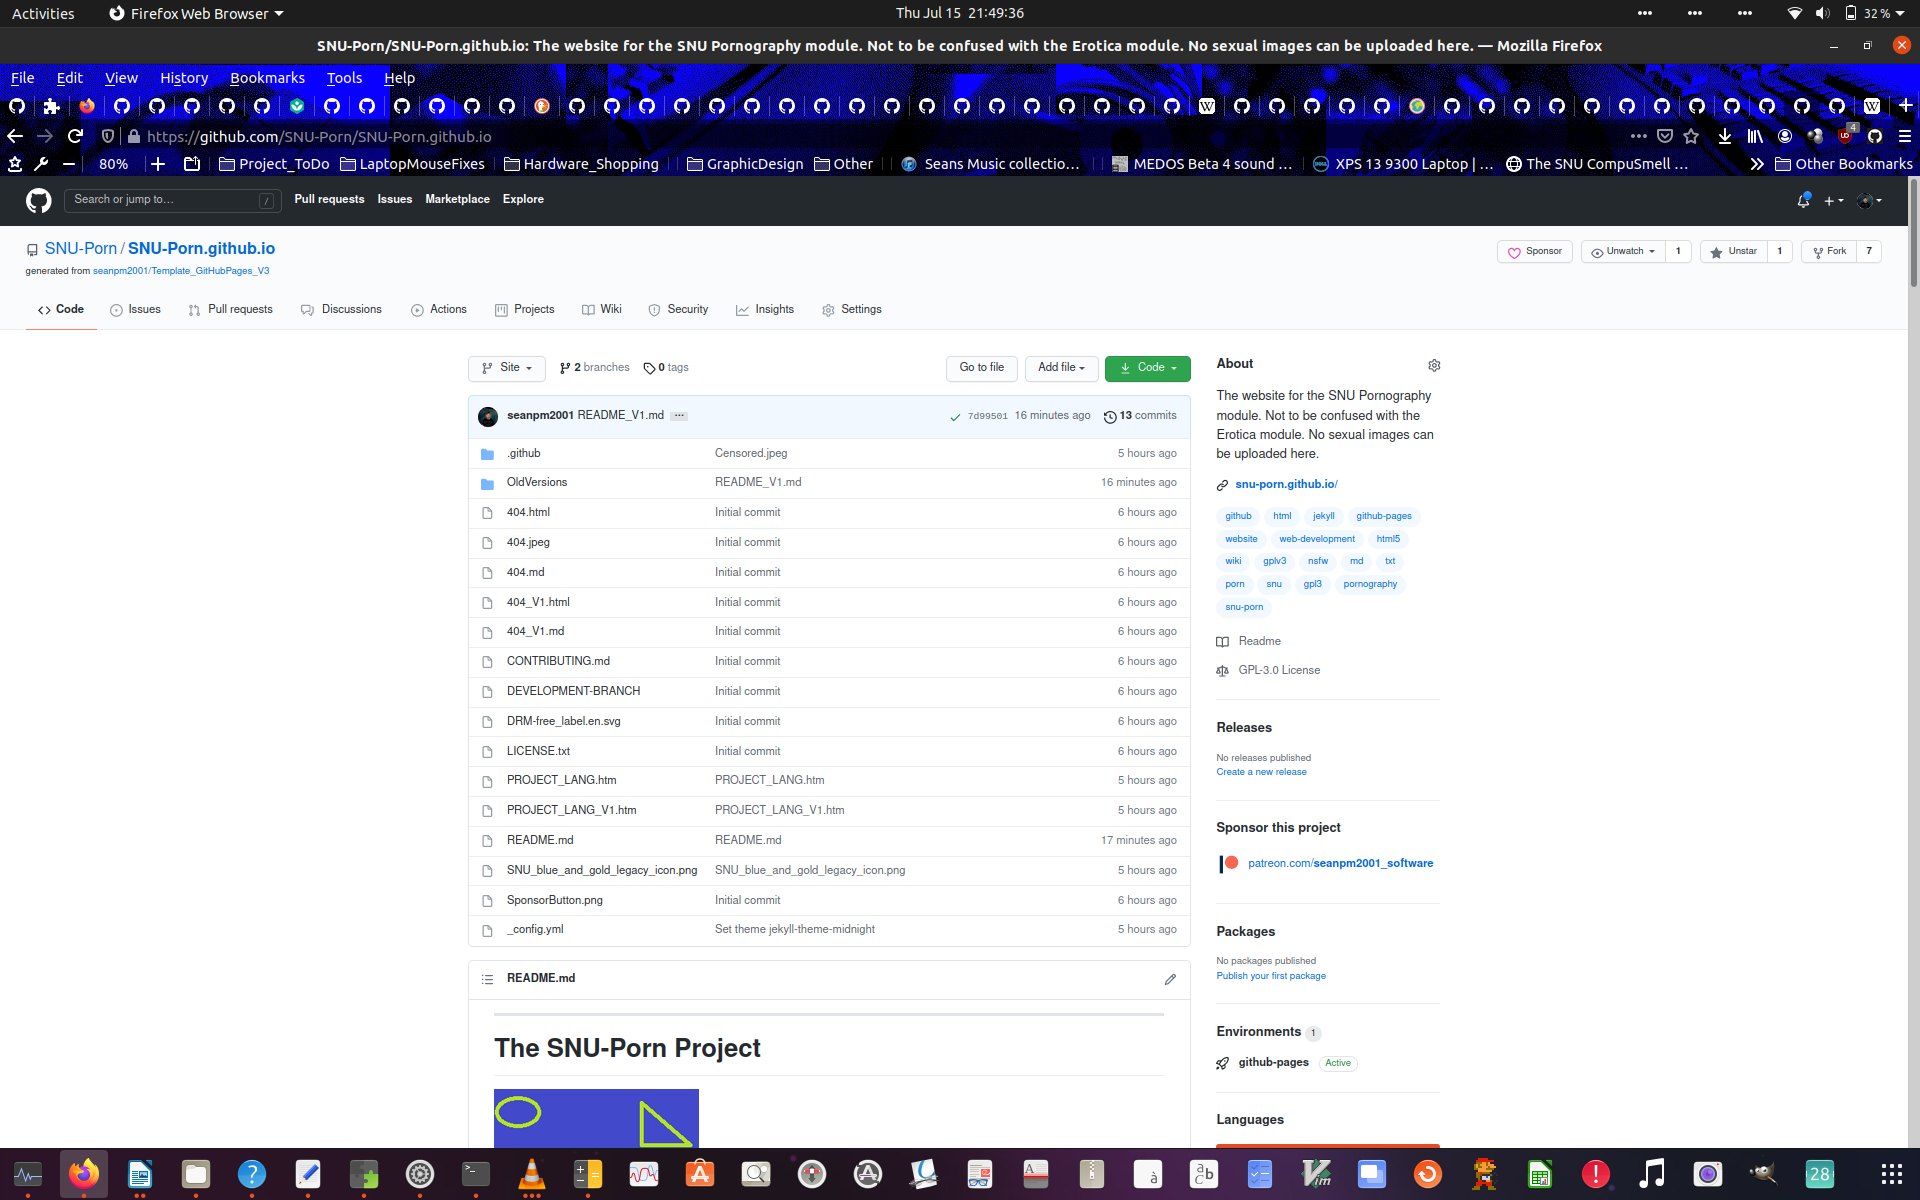 Activities Firefox Web Browser Thu Jul 15 21:49:36 32 %
SNU-Porn/SNU-Porn.github.io: The website for the SNU Pornography module. Not to be confused with the Erotica module. No sexual images can be uploaded here. — Mozilla Firefox
File Edit View History Bookmarks Tools Help
https://github.com/SNU-Porn/SNU-Porn.github.io 4
80% Project_ToDo LaptopMouseFixes Hardware_Shopping GraphicDesign Other Seans Music collectio… MEDOS Beta 4 sound … XPS 13 9300 Laptop | … The SNU CompuSmell … Other Bookmarks
Search or jump to… / Pull requests Issues Marketplace Explore
SNU-Porn / SNU-Porn.github.io Sponsor Unwatch 1 Unstar 1 Fork 7
generated from seanpm2001/Template_GitHubPages_V3
Code Issues Pull requests Discussions Actions Projects Wiki Security Insights Settings
Site 2 branches 0 tags Go to file Add file Code
seanpm2001 README_V1.md … 7d99501 16 minutes ago 13 commits
.github Censored.jpeg 5 hours ago
OldVersions README_V1.md 16 minutes ago
404.html Initial commit 6 hours ago
404.jpeg Initial commit 6 hours ago
404.md Initial commit 6 hours ago
404_V1.html Initial commit 6 hours ago
404_V1.md Initial commit 6 hours ago
CONTRIBUTING.md Initial commit 6 hours ago
DEVELOPMENT-BRANCH Initial commit 6 hours ago
DRM-free_label.en.svg Initial commit 6 hours ago
LICENSE.txt Initial commit 6 hours ago
PROJECT_LANG.htm PROJECT_LANG.htm 5 hours ago
PROJECT_LANG_V1.htm PROJECT_LANG_V1.htm 5 hours ago
README.md README.md 17 minutes ago
SNU_blue_and_gold_legacy_icon.png SNU_blue_and_gold_legacy_icon.png 5 hours ago
SponsorButton.png Initial commit 6 hours ago
_config.yml Set theme jekyll-theme-midnight 5 hours ago
README.md
The SNU-Porn Project
About
The website for the SNU Pornography
module. Not to be confused with the
Erotica module. No sexual images can
be uploaded here.
snu-porn.github.io/
github html jekyll github-pages
website web-development html5
wiki gplv3 nsfw md txt
porn snu gpl3 pornography
snu-porn
Readme
GPL-3.0 License
Releases
No releases published
Create a new release
Sponsor this project
patreon.com/seanpm2001_software
Packages
No packages published
Publish your first package
Environments 1
github-pages Active
Languages
28